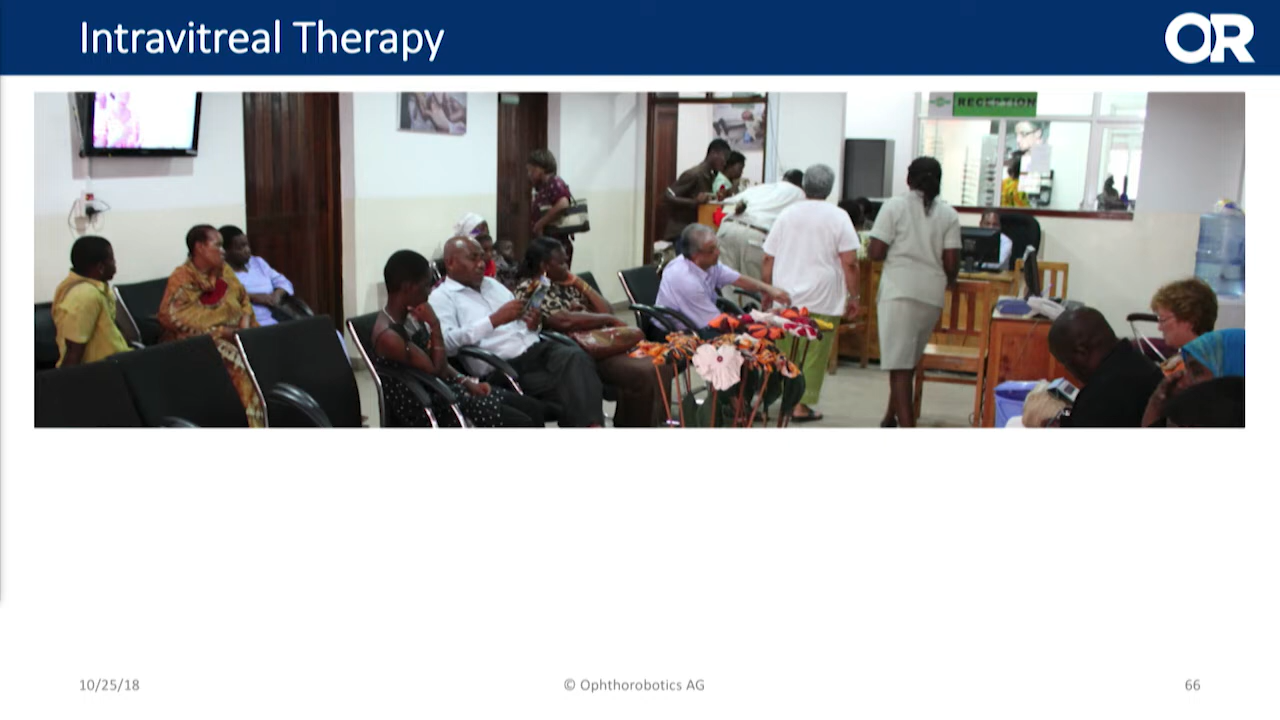 Intravitreal Therapy
OR
RECEPTION
10/25/18
© Ophthorobotics AG
66